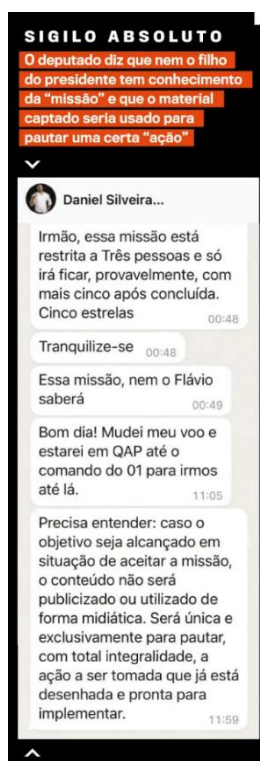 SIGILO ABSOLUTO
O deputado diz que nem o filho
do presidente tem conhecimento
da “missão” e que o material
captado seria usado para
pautar uma certa “ação”
Daniel Silveira...
Irmão, essa missão está
restrita a Três pessoas e só
irá ficar, provavelmente, com
mais cinco após concluída.
Cinco estrelas
00:48
Tranquilize-se 00:48
Essa missão, nem o Flávio
saberá
00:49
Bom dia! Mudei meu voo e
estarei em QAP até o
comando do 01 para irmos
até lá.
11:05
Precisa entender: caso o
objetivo seja alcançado em
situação de aceitar a missão,
o conteúdo não será
publicizado ou utilizado de
forma midiática. Será única e
exclusivamente para pautar,
com total integralidade, a
ação a ser tomada que já está
desenhada e pronta para
implementar.
11:59